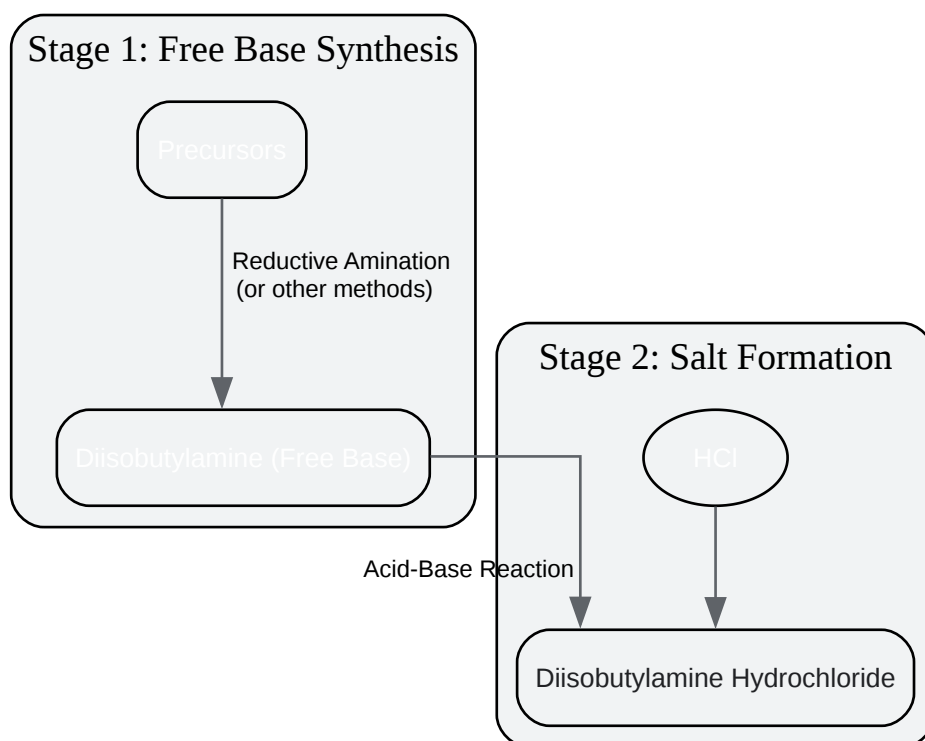 Stage 1: Free Base Synthesis
Precursors
Reductive Amination
(or other methods)
Diisobutylamine (Free Base)
Stage 2: Salt Formation
HCl
Acid-Base Reaction
Diisobutylamine Hydrochloride